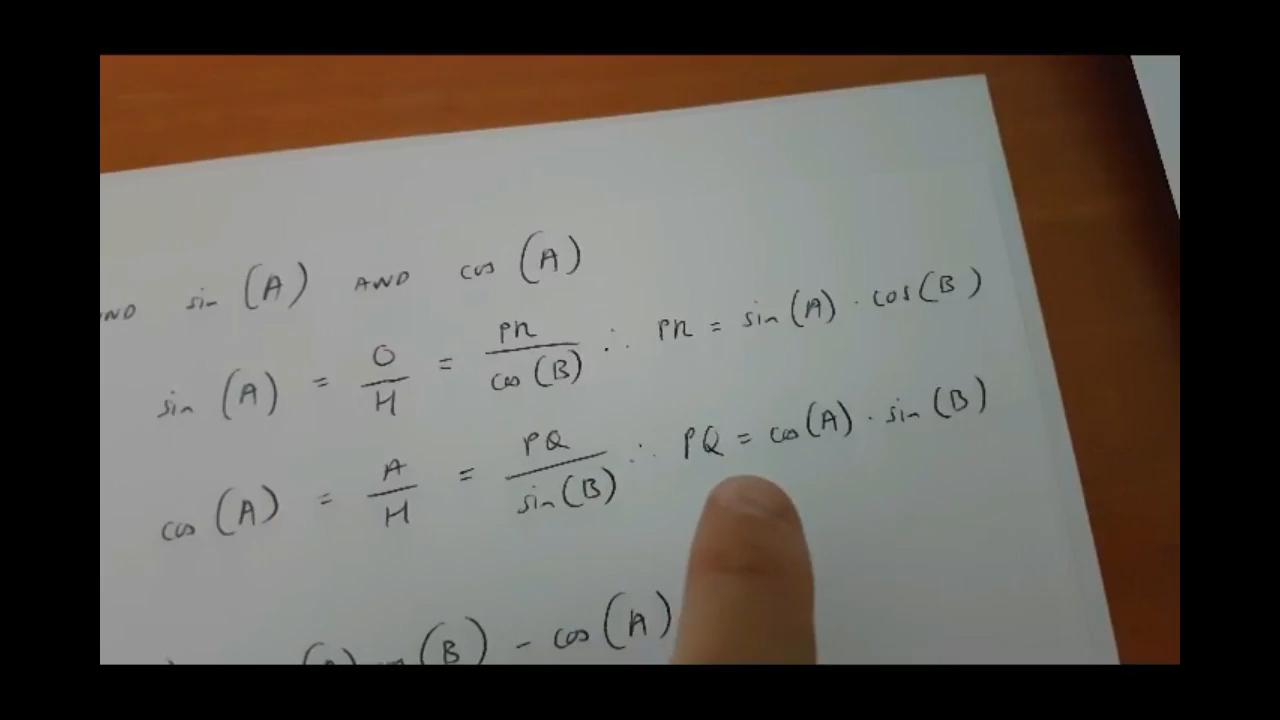 sin (A) AND cos (A)
sin (A) = O/H = PR/cos (B) ∴ PR = sin (A) · cos (B)
cos (A) = A/H = PQ/sin (B) ∴ PQ = cos (A) · sin (B)
(B) - cos (A)